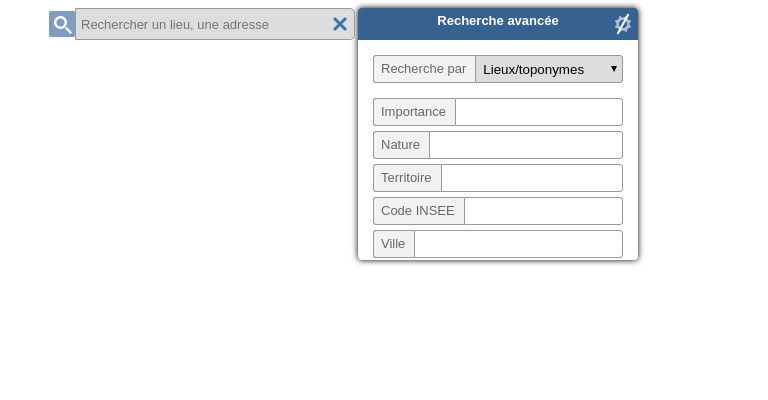 Rechercher un lieu, une adresse
Recherche avancée
Recherche par Lieux/toponymes
Importance
Nature
Territoire
Code INSEE
Ville